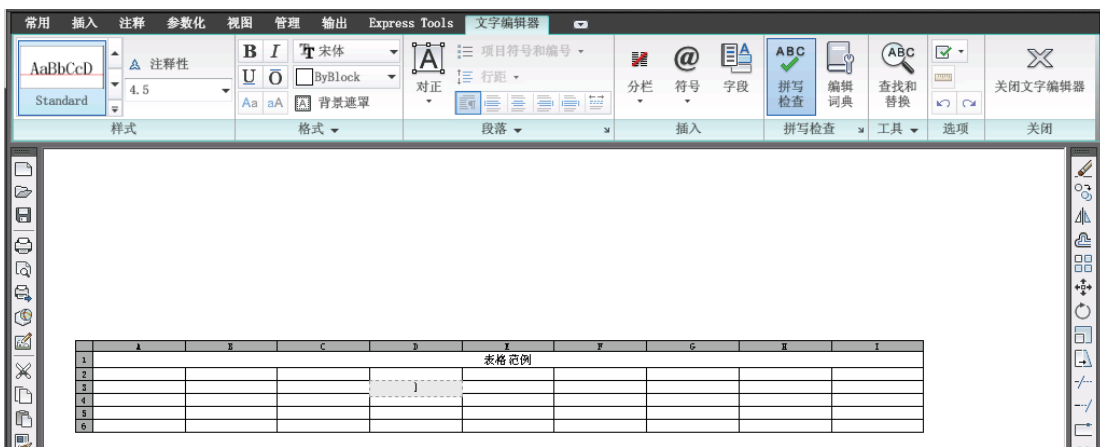 常用 插入 注释 参数化 视图 管理 输出 Express Tools 文字编辑器
AaBbCcD
Standard
注释性
4.5
样式
B I 宋体
U O ByBlock
Aa aA A 背景遮罩
格式
A
对正
项目符号和编号
行距
段落
分栏
@
符号
A
字段
插入
ABC
拼写
检查
编辑
词典
拼写检查
ABC
查找和
替换
工具
选项
关闭文字编辑器
关闭
A B C D E F G H I
1 表格范例
2
3
4
5
6